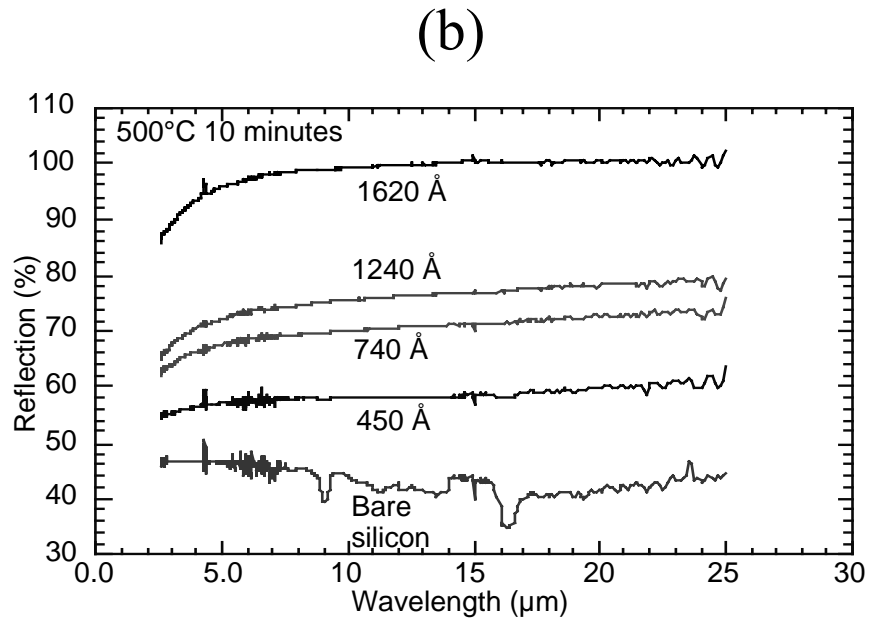 (b)
110
100
90
80
70
60
50
40
30
Reflection (%)
500°C 10 minutes
1620 Å
1240 Å
740 Å
450 Å
Bare
silicon
0.0 5.0 10 15 20 25 30
Wavelength (µm)